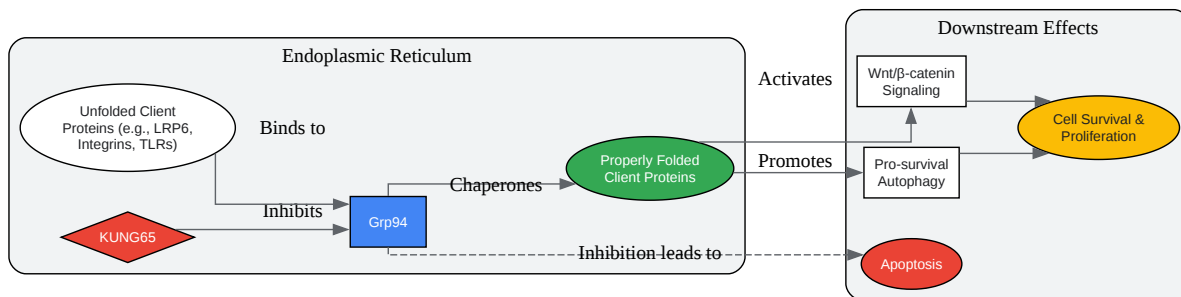 Endoplasmic Reticulum
Downstream Effects
Unfolded Client
Proteins (e.g., LRP6,
Integrins, TLRs)
Binds to
KUNG65
Inhibits
Grp94
Chaperones
Properly Folded
Client Proteins
Inhibition leads to
Activates
Promotes
Wnt/β-catenin
Signaling
Pro-survival
Autophagy
Cell Survival &
Proliferation
Apoptosis